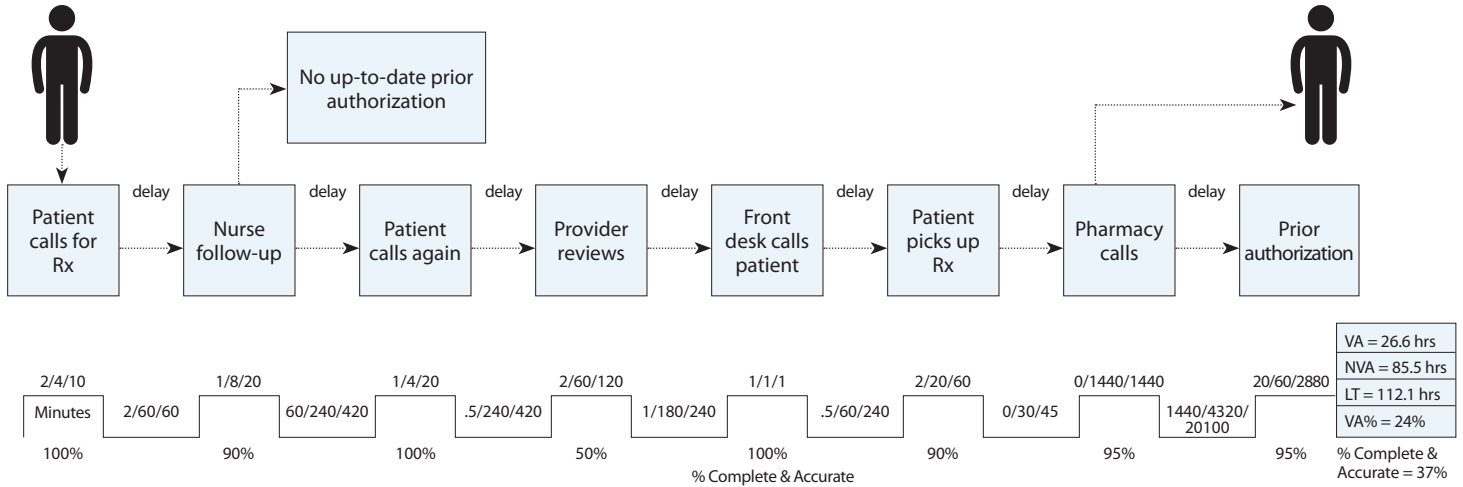 No up-to-date prior
authorization
delay
delay
delay
delay
delay
delay
delay
Patient
calls for
Rx
Nurse
follow-up
Patient
calls again
Provider
reviews
Front
desk calls
patient
Patient
picks up
Rx
Pharmacy
calls
Prior
authorization
2/4/10
Minutes
2/60/60
1/8/20
60/240/420
1/4/20
.5/240/420
2/60/120
1/180/240
1/1/1
.5/60/240
2/20/60
0/30/45
0/1440/1440
1440/4320/
20100
20/60/2880
VA = 26.6 hrs
NVA = 85.5 hrs
LT = 112.1 hrs
VA% = 24%
100%
90%
100%
50%
100%
90%
95%
95%
% Complete & Accurate
% Complete &
Accurate = 37%